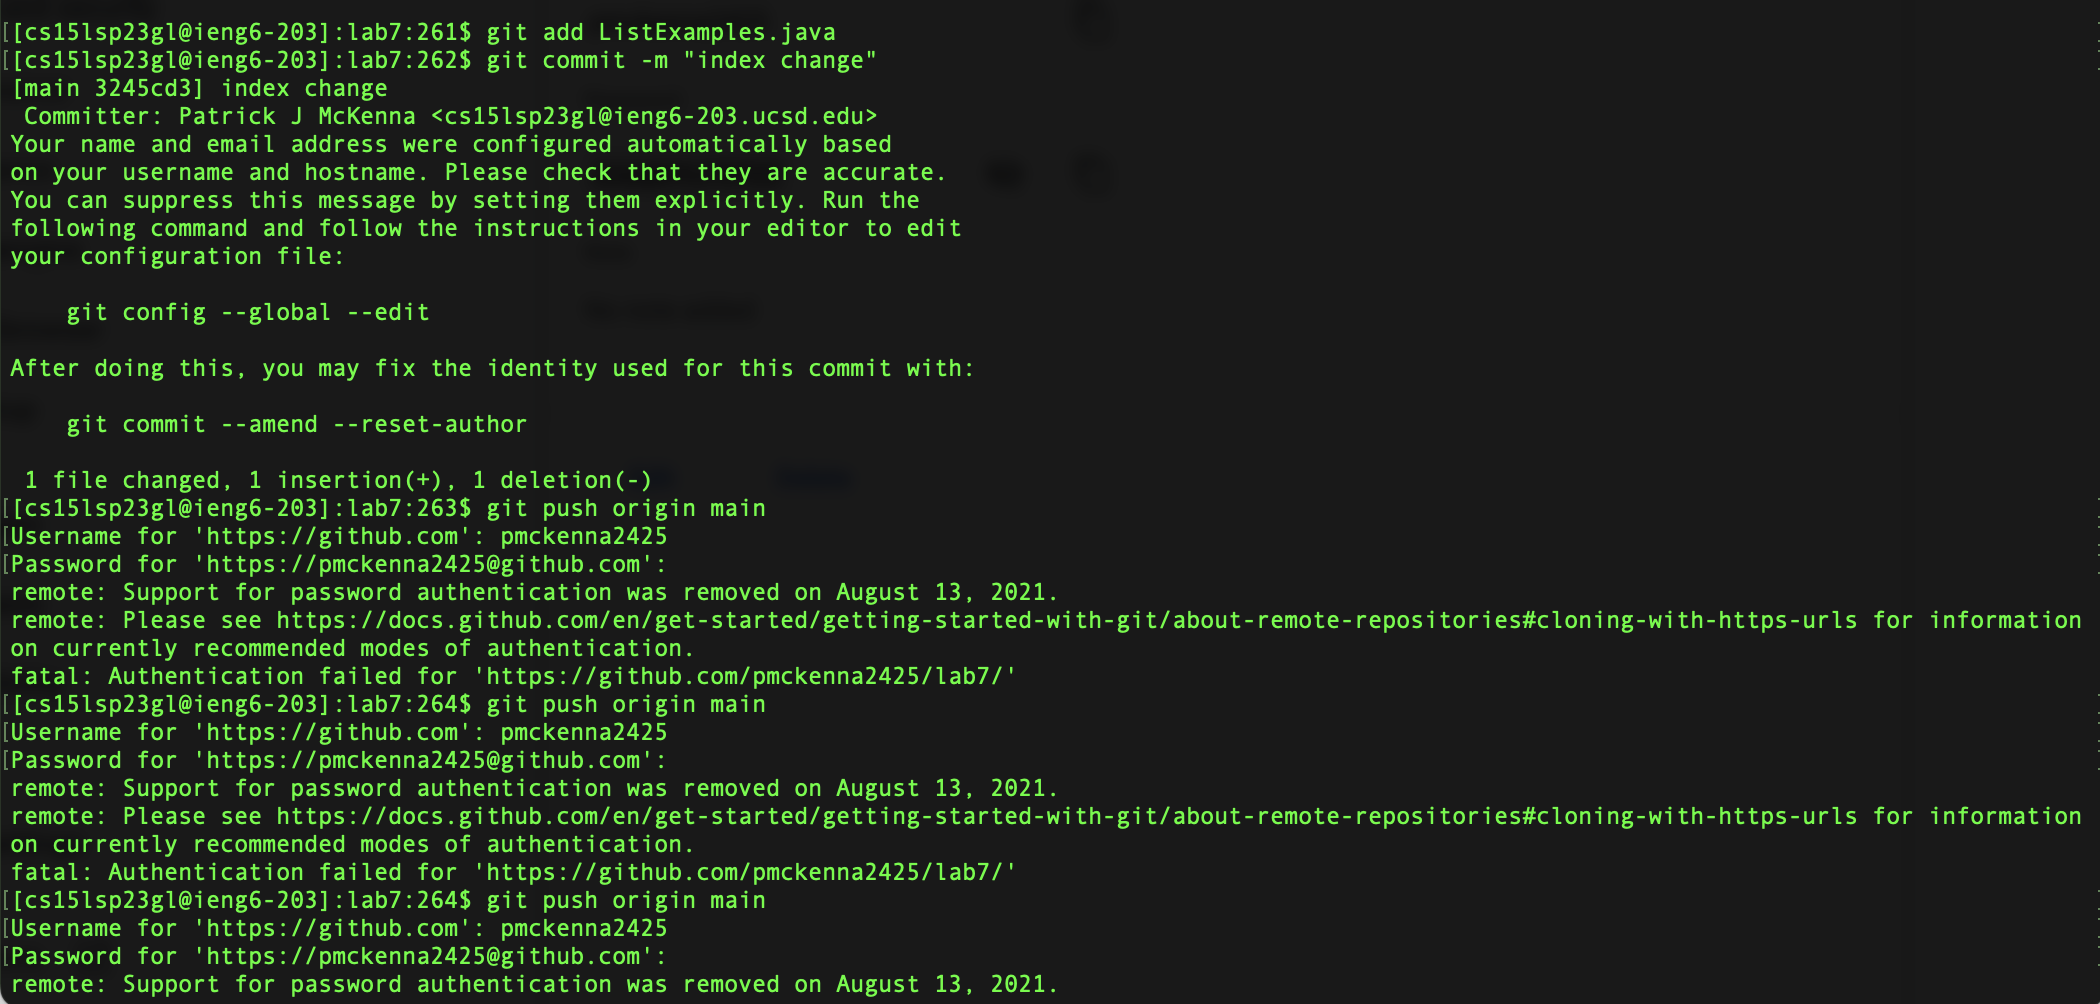 [[cs15lsp23gl@ieng6-203]:lab7:261$ git add ListExamples.java
[[cs15lsp23gl@ieng6-203]:lab7:262$ git commit -m "index change"
[main 3245cd3] index change
 Committer: Patrick J McKenna <cs15lsp23gl@ieng6-203.ucsd.edu>
Your name and email address were configured automatically based
on your username and hostname. Please check that they are accurate.
You can suppress this message by setting them explicitly. Run the
following command and follow the instructions in your editor to edit
your configuration file:
    git config --global --edit
After doing this, you may fix the identity used for this commit with:
    git commit --amend --reset-author
 1 file changed, 1 insertion(+), 1 deletion(-)
[[cs15lsp23gl@ieng6-203]:lab7:263$ git push origin main
[Username for 'https://github.com': pmckenna2425
[Password for 'https://pmckenna2425@github.com':
remote: Support for password authentication was removed on August 13, 2021.
remote: Please see https://docs.github.com/en/get-started/getting-started-with-git/about-remote-repositories#cloning-with-https-urls for information
on currently recommended modes of authentication.
fatal: Authentication failed for 'https://github.com/pmckenna2425/lab7/'
[[cs15lsp23gl@ieng6-203]:lab7:264$ git push origin main
[Username for 'https://github.com': pmckenna2425
[Password for 'https://pmckenna2425@github.com':
remote: Support for password authentication was removed on August 13, 2021.
remote: Please see https://docs.github.com/en/get-started/getting-started-with-git/about-remote-repositories#cloning-with-https-urls for information
on currently recommended modes of authentication.
fatal: Authentication failed for 'https://github.com/pmckenna2425/lab7/'
[[cs15lsp23gl@ieng6-203]:lab7:264$ git push origin main
[Username for 'https://github.com': pmckenna2425
[Password for 'https://pmckenna2425@github.com':
remote: Support for password authentication was removed on August 13, 2021.